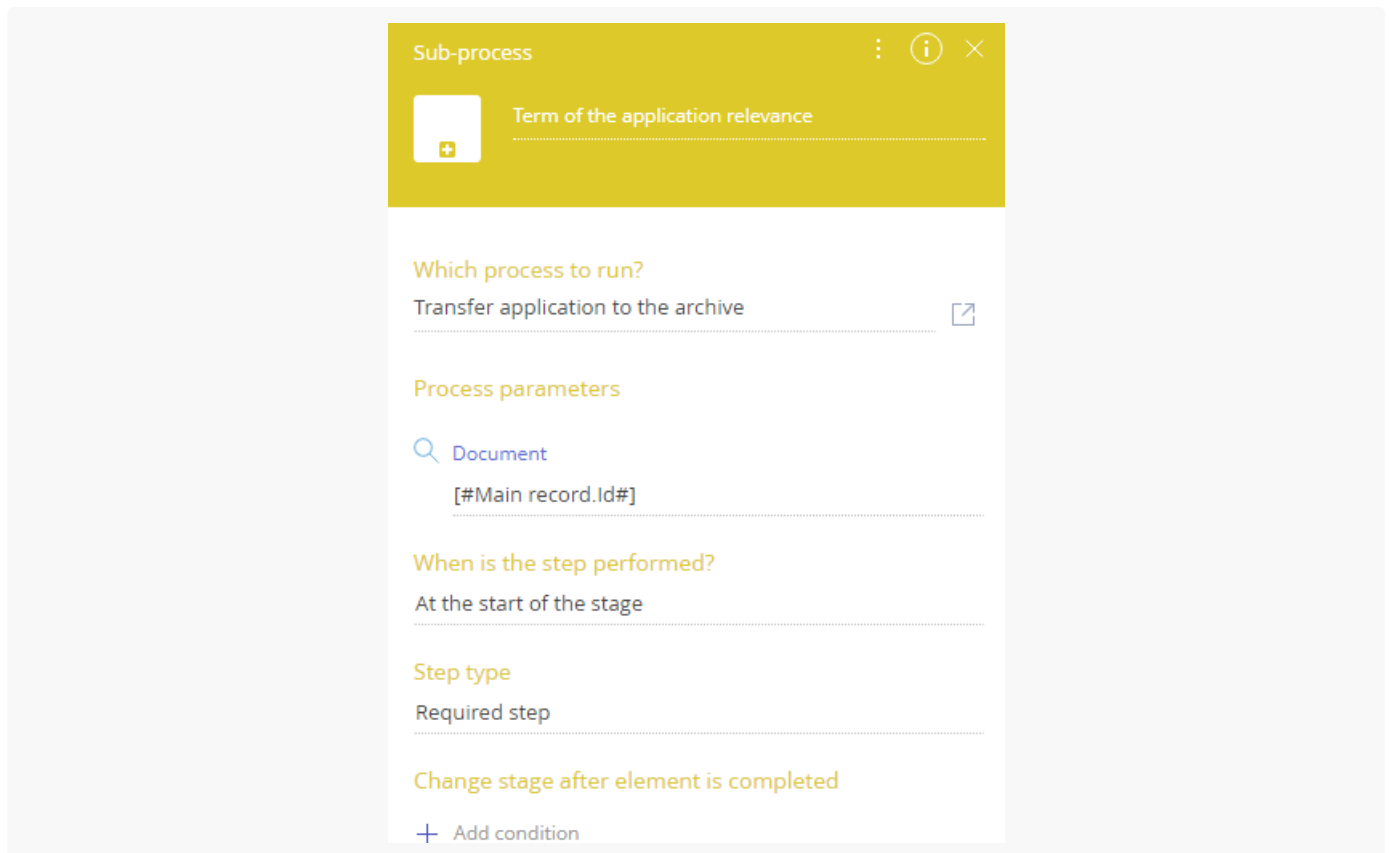 Sub-process
Term of the application relevance
Which process to run?
Transfer application to the archive
Process parameters
Document
[#Main record.Id#]
When is the step performed?
At the start of the stage
Step type
Required step
Change stage after element is completed
Add condition